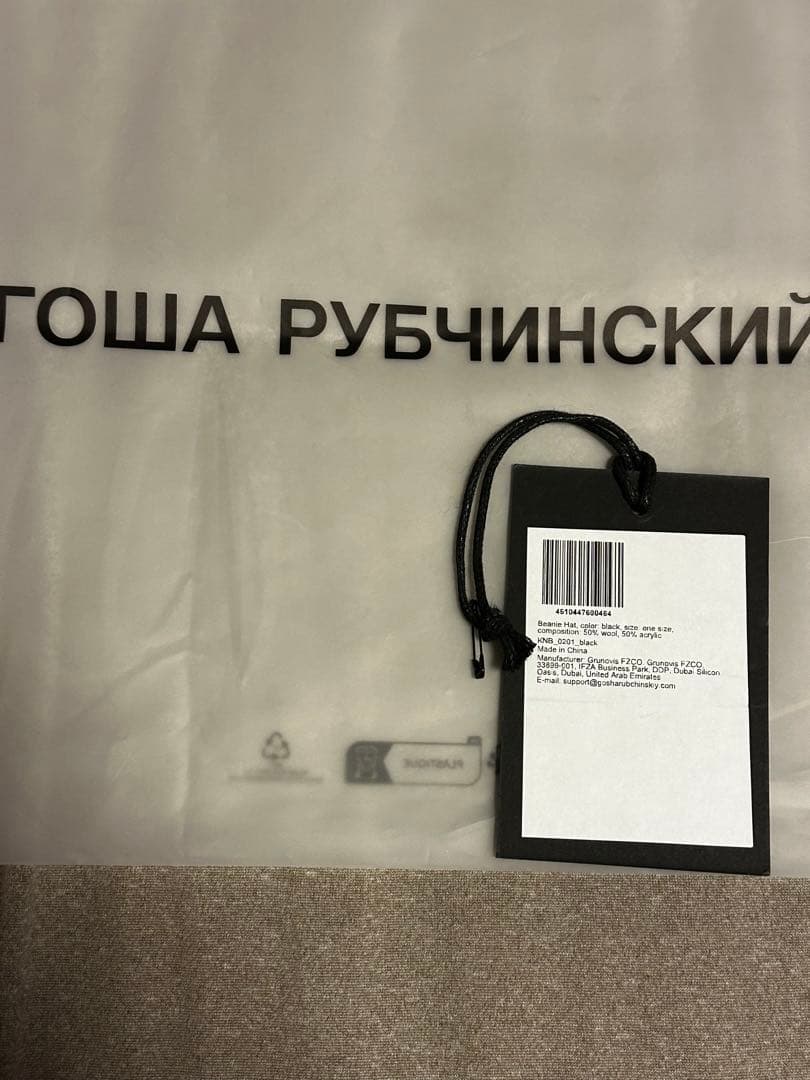 ГОША РУБЧИНСКИЙ
4610447600464
Beanie Hat, color: black, size: one size,
composition: 50% wool, 50% acrylic
KNB_0201_black
Made in China
Manufacturer: Grunovis FZCO, Grunovis FZCO,
33899-001, IFZA Business Park, DDP, Dubai Silicon
Oasis, Dubai, United Arab Emirates
E-mail: support@gosharubchinskiy.com
PLASTIQUE